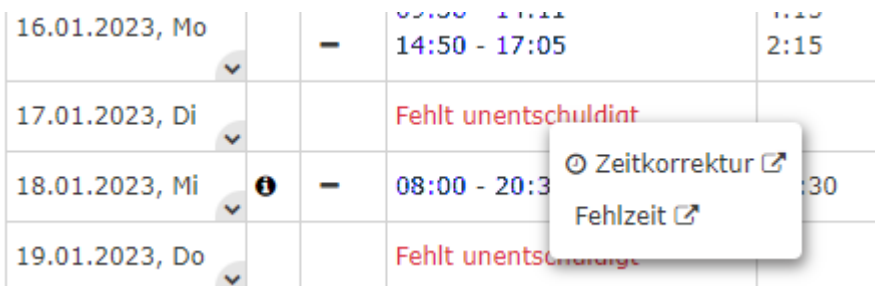 16.01.2023, Mo
14:50 - 17:05 2:15
17.01.2023, Di Fehlt unentschuldigt
Zeitkorrektur
18.01.2023, Mi 08:00 - 20:3 :30
Fehlzeit
19.01.2023, Do Fehlt unentschuldigt